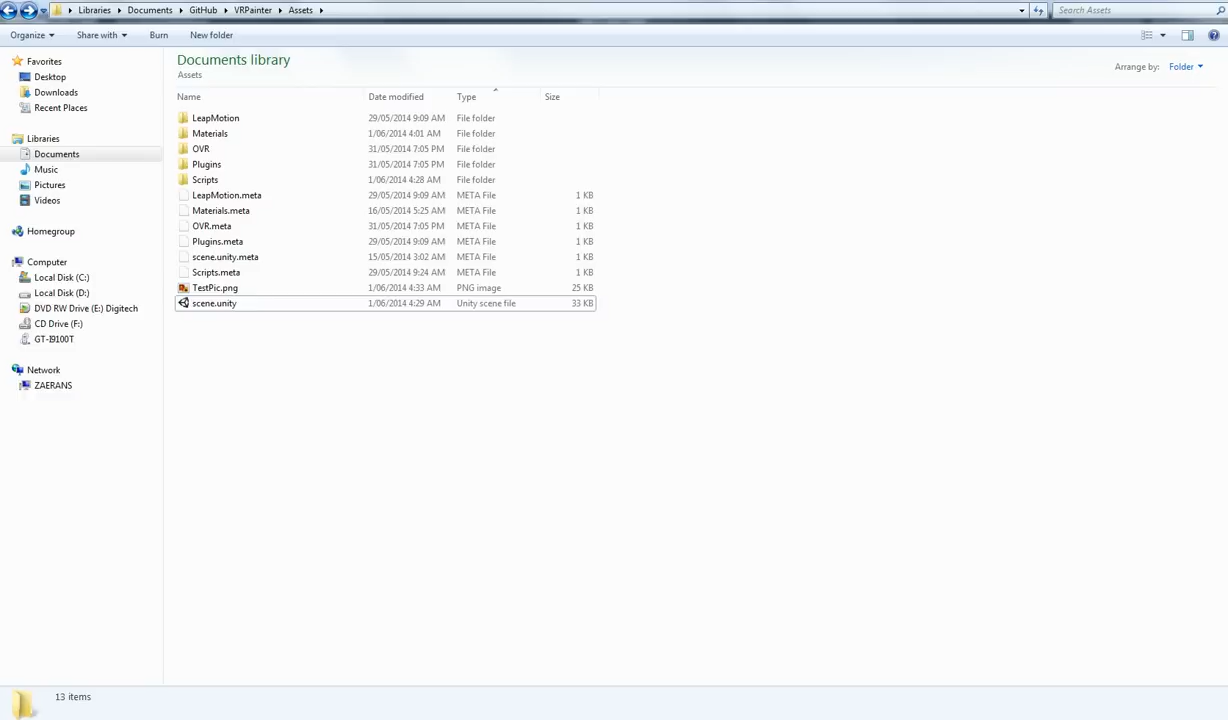 Libraries Documents GitHub VRPainter Assets Search Assets
Organize Share with Burn New folder
Favorites
Desktop
Downloads
Recent Places
Libraries
Documents
Music
Pictures
Videos
Homegroup
Computer
Local Disk (C:)
Local Disk (D:)
DVD RW Drive (E:) Digitech
CD Drive (F:)
GT-I9100T
Network
ZAERANS
Documents library
Assets
Arrange by: Folder
Name Date modified Type Size
LeapMotion 29/05/2014 9:09 AM File folder
Materials 1/06/2014 4:01 AM File folder
OVR 31/05/2014 7:05 PM File folder
Plugins 31/05/2014 7:05 PM File folder
Scripts 1/06/2014 4:28 AM File folder
LeapMotion.meta 29/05/2014 9:09 AM META File 1 KB
Materials.meta 16/05/2014 5:25 AM META File 1 KB
OVR.meta 31/05/2014 7:05 PM META File 1 KB
Plugins.meta 29/05/2014 9:09 AM META File 1 KB
scene.unity.meta 15/05/2014 3:02 AM META File 1 KB
Scripts.meta 29/05/2014 9:24 AM META File 1 KB
TestPic.png 1/06/2014 4:33 AM PNG image 25 KB
scene.unity 1/06/2014 4:29 AM Unity scene file 33 KB
13 items